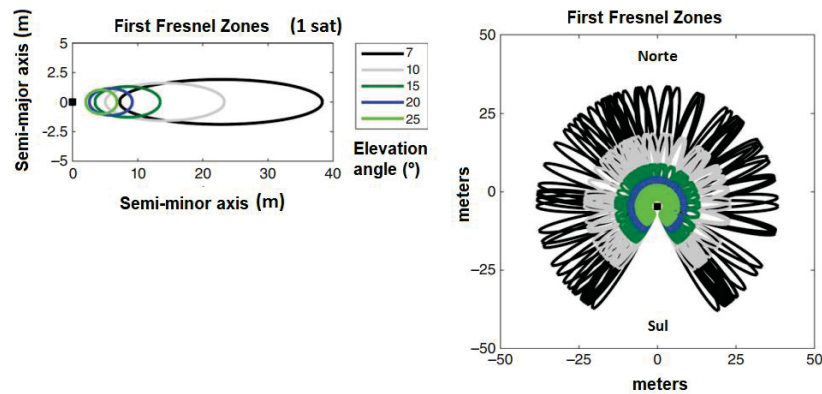 First Fresnel Zones (1 sat)
Semi-major axis (m)
5
2.5
0
-2.5
-5
0 10 20 30 40
Semi-minor axis (m)
7
10
15
20
25
Elevation
angle (°)
First Fresnel Zones
Norte
meters
50
25
0
−25
−50
Sul
−50 −25 0 25 50
meters